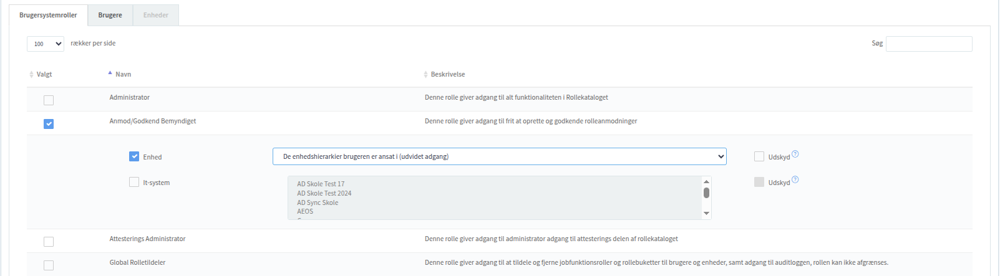 Brugersystemroller Brugere Enheder
100 rækker per side Søg
Valgt Navn Beskrivelse
Administrator Denne rolle giver adgang til alt funktionaliteten i Rollekataloget
Anmod/Godkend Bemyndiget Denne rolle giver adgang til frit at oprette og godkende rolleanmodninger
Enhed De enhedshierarkier brugeren er ansat i (udvidet adgang) Udskyd ?
It-system
AD Skole Test 17
AD Skole Test 2024
AD Sync Skole
AEOS
Udskyd ?
Attesterings Administrator Denne rolle giver adgang til administrator adgang til attesterings delen af rollekataloget
Global Rolletildeler Denne rolle giver adgang til at tildele og fjerne jobfunktionsroller og rollebuketter til brugere og enheder, samt adgang til auditloggen, rollen kan ikke afgrænses.